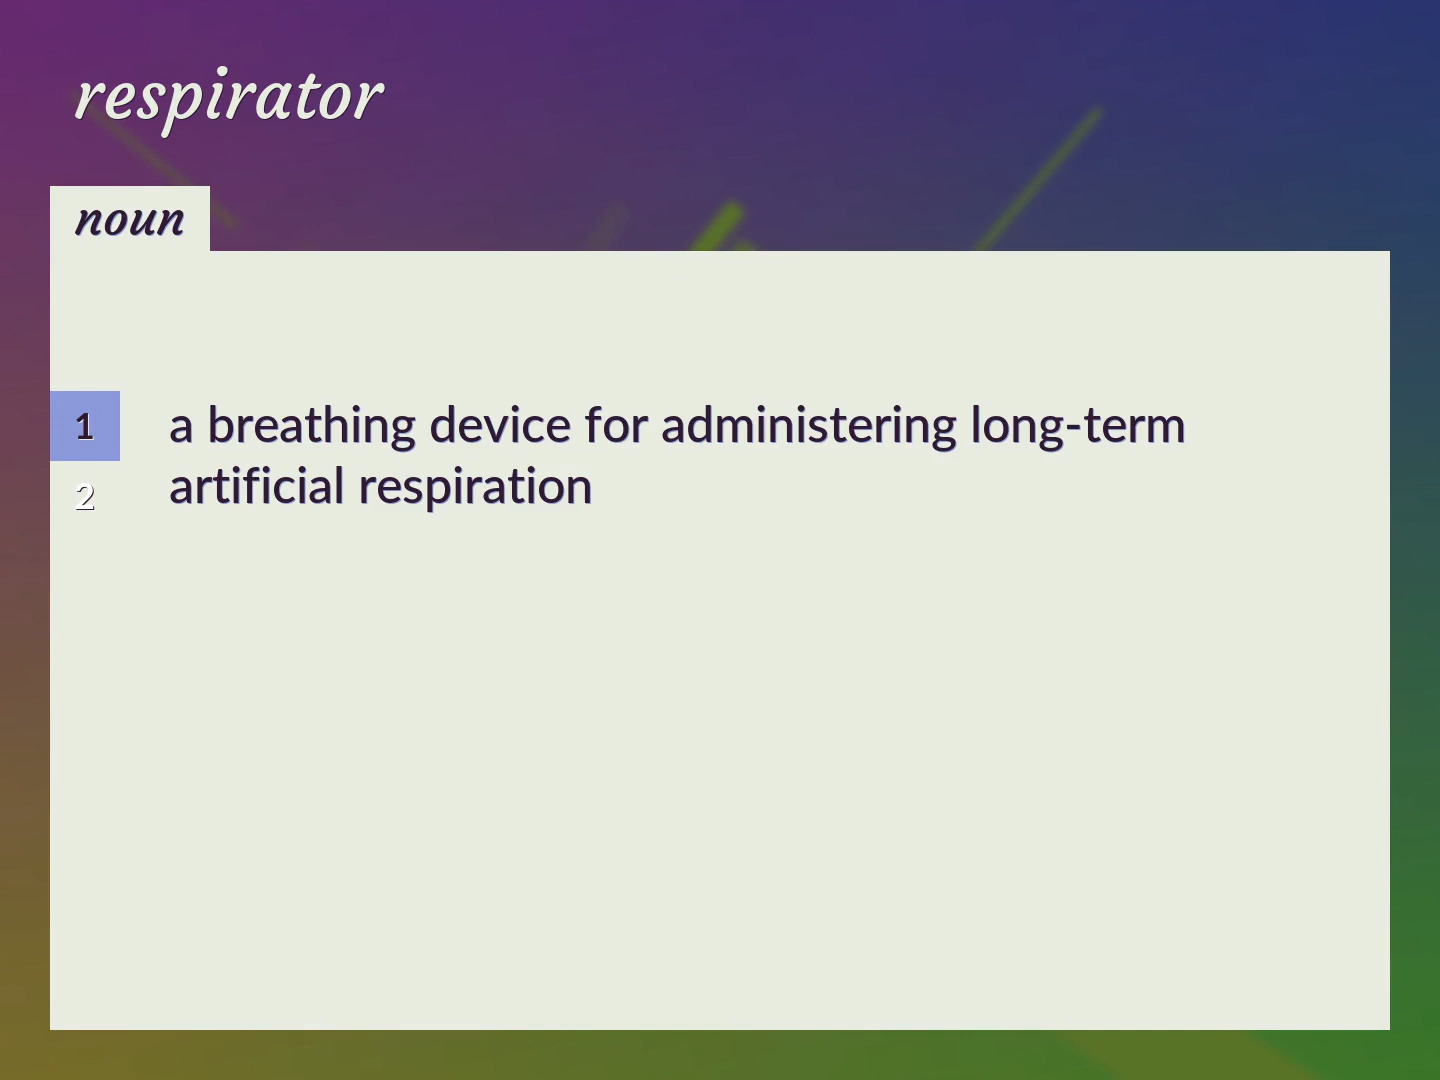 respirator
noun
1
a breathing device for administering long-term
artificial respiration
2